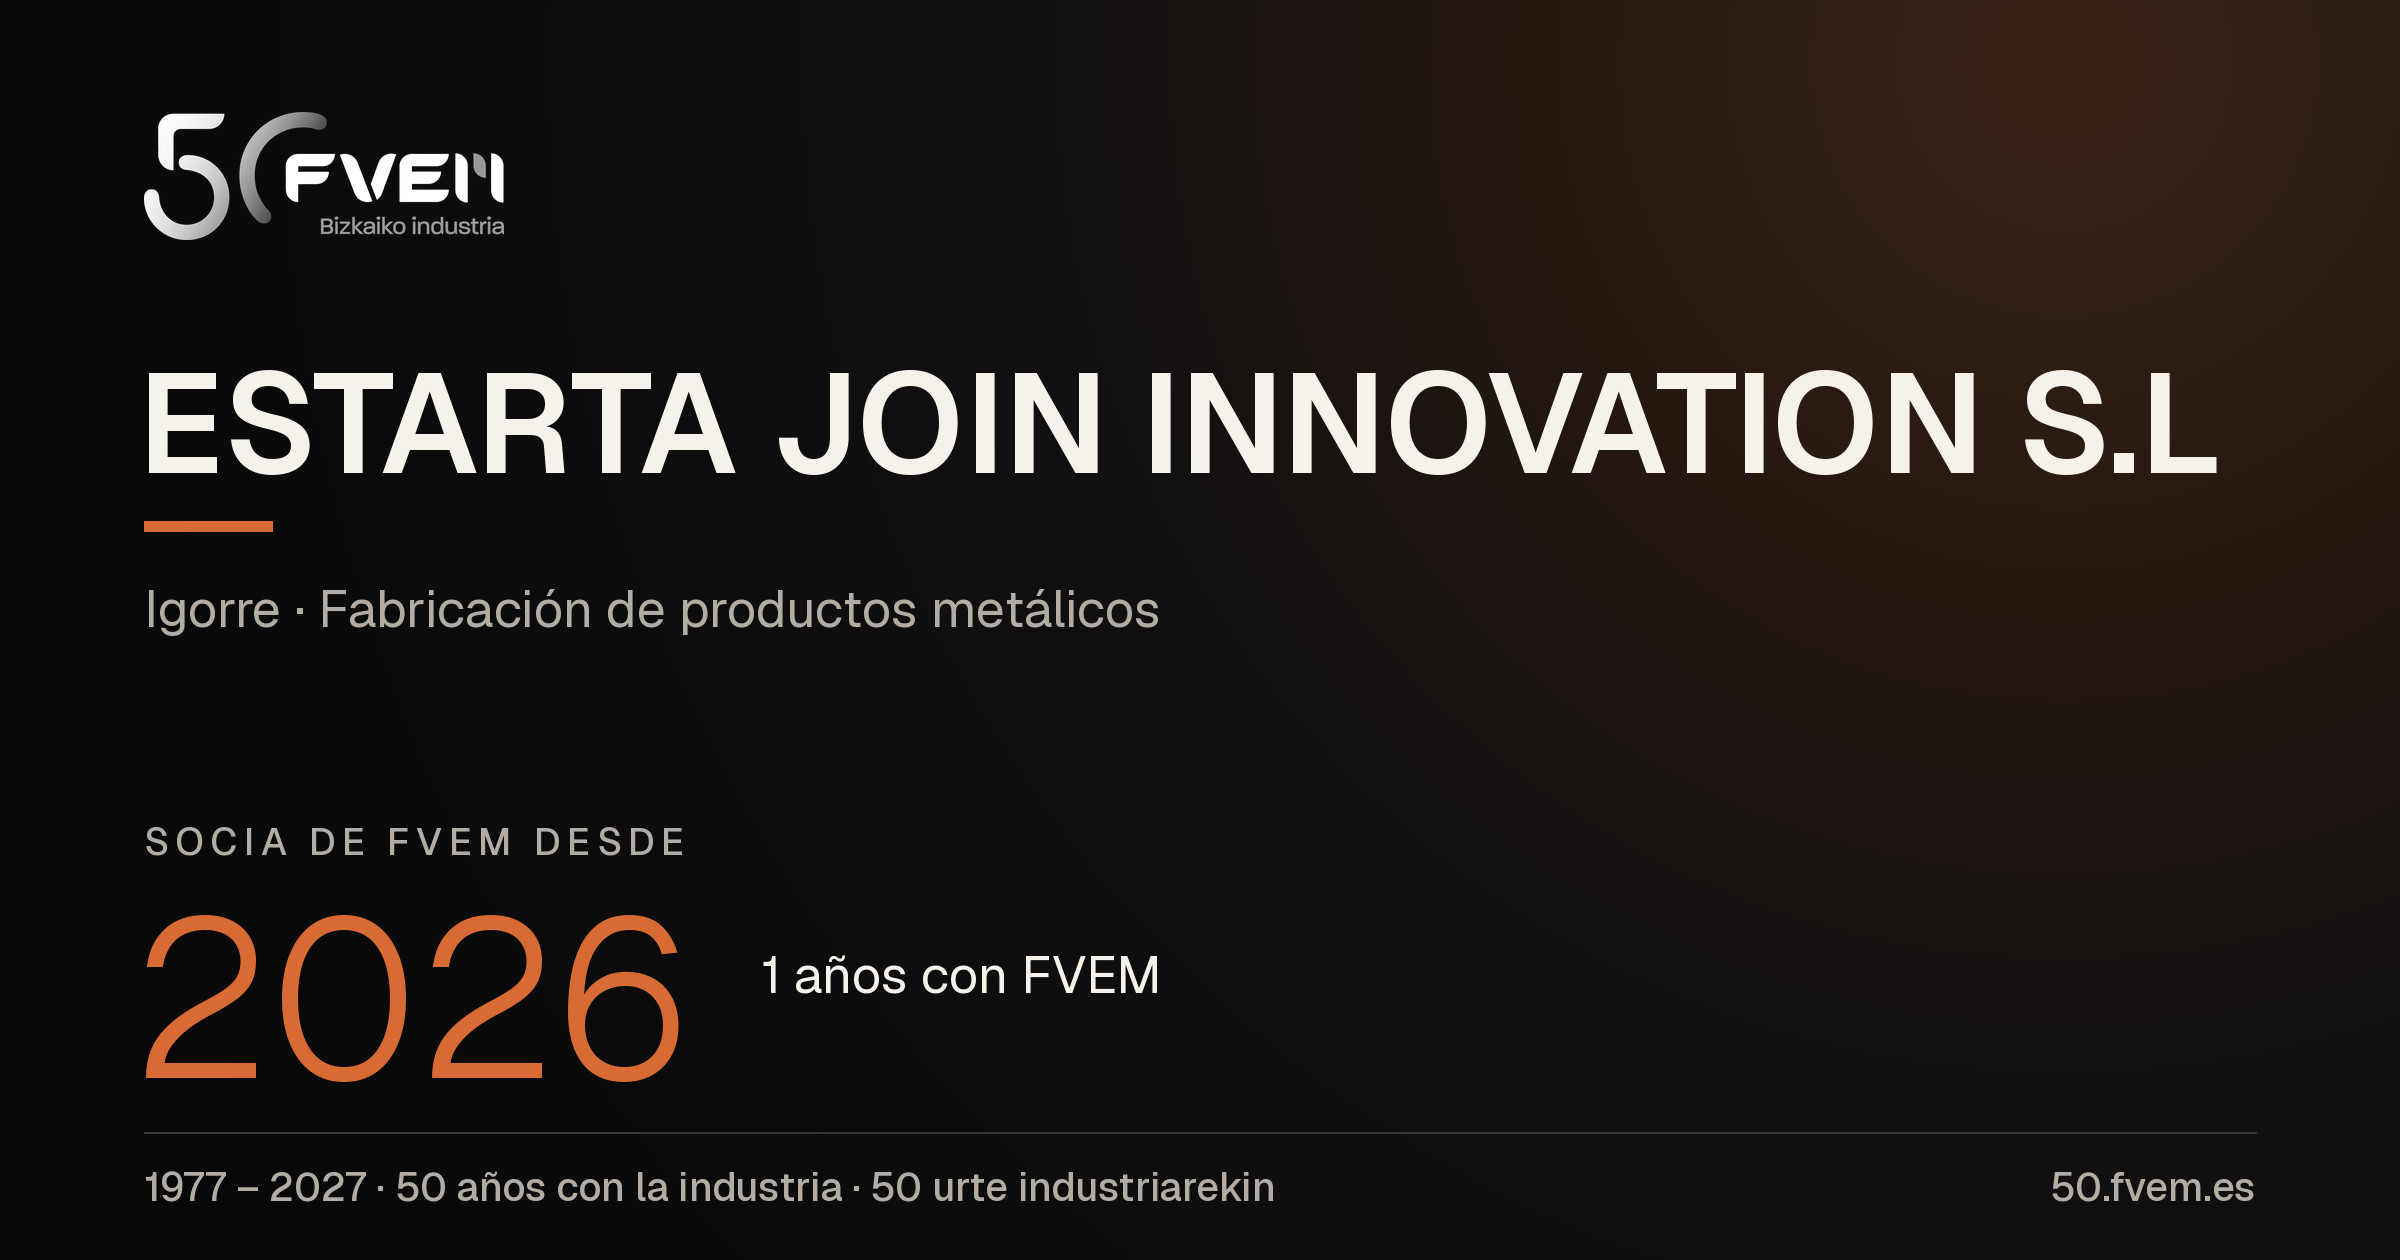 50 FVEM
Bizkaiko industria
ESTARTA JOIN INNOVATION S.L
Igorre · Fabricación de productos metálicos
SOCIA DE FVEM DESDE
2026
1 años con FVEM
1977 – 2027 · 50 años con la industria · 50 urte industriarekin
50.fvem.es